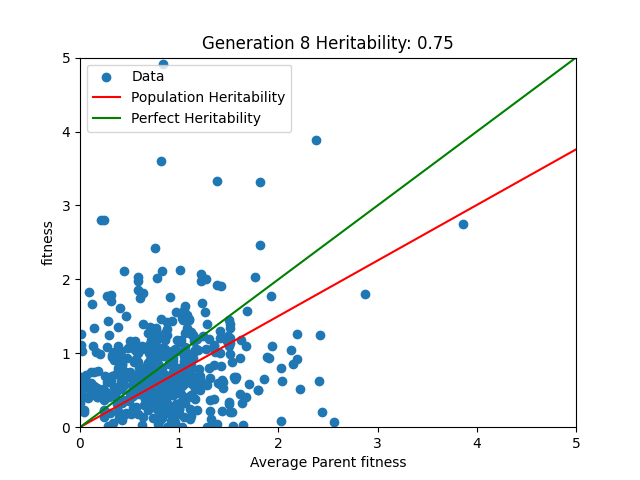 Generation 8 Heritability: 0.75
Data
Population Heritability
Perfect Heritability
5
4
3
2
1
0
fitness
0 1 2 3 4 5
Average Parent fitness